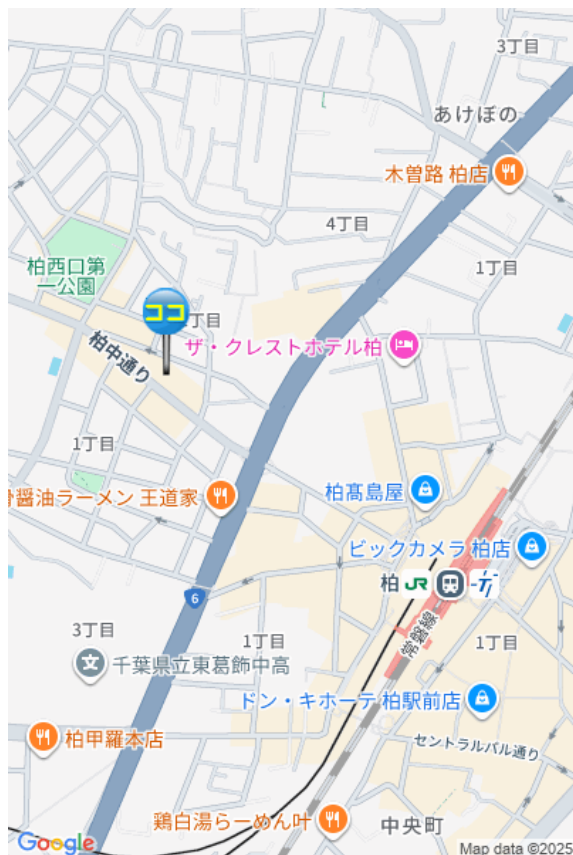 3丁目
あけぼの
木曽路 柏店
4丁目
柏西口第
一公園
1丁目
ココ
丁目
ザ・クレストホテル柏
柏中通り
1丁目
柏髙島屋
骨醤油ラーメン 王道家
ビックカメラ 柏店
柏 JR
6
常磐線
3丁目
1丁目
1丁目
千葉県立東葛飾中高
ドン・キホーテ 柏駅前店
柏甲羅本店
セントラルパル通り
鶏白湯らーめん叶
中央町
Google
Map data ©2025